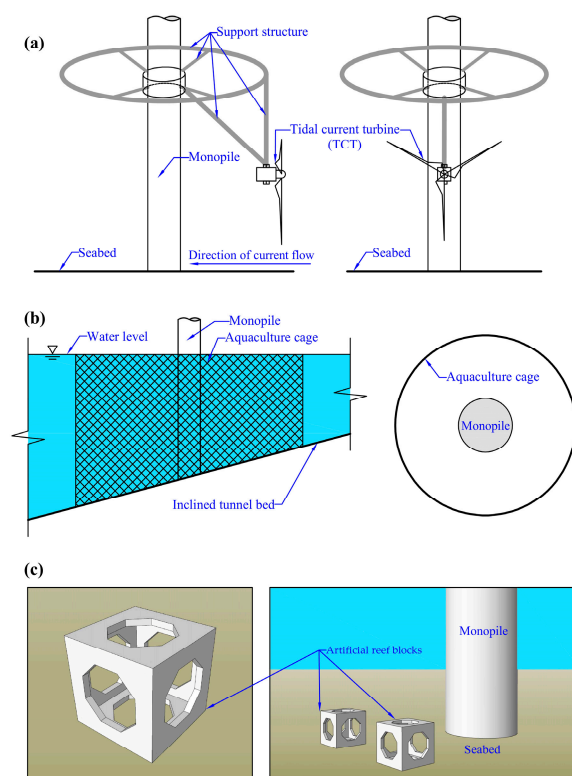 (a)
Support structure
Tidal current turbine
(TCT)
Monopile
Seabed
Direction of current flow
Seabed
(b)
Monopile
Water level
Aquaculture cage
Aquaculture cage
Monopile
Inclined tunnel bed
(c)
Monopile
Artificial reef blocks
Seabed